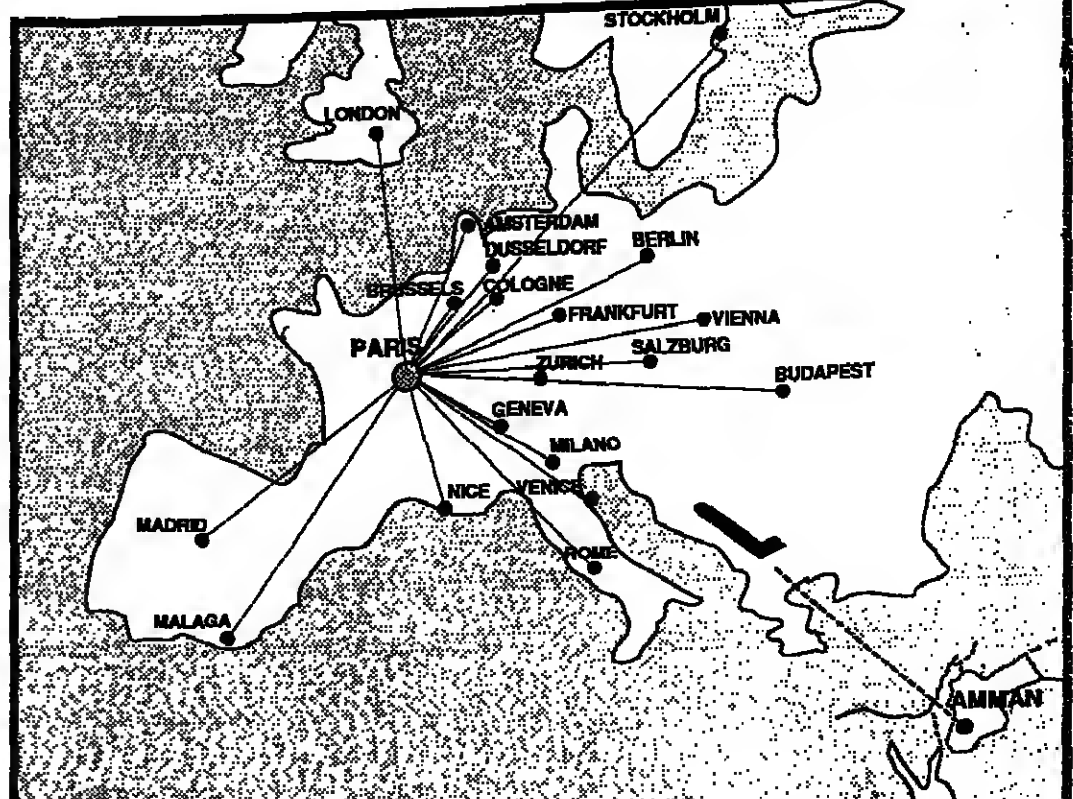 STOCKHOLM
LONDON
AMSTERDAM
DUSSELDORF
BERLIN
BRUSSELS
COLOGNE
FRANKFURT
VIENNA
PARIS
ZURICH
SALZBURG
BUDAPEST
GENEVA
MILANO
NICE
VENICE
MADRID
ROME
MALAGA
AMMAN